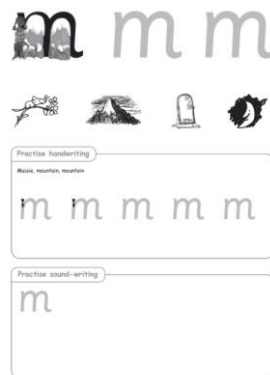 m m m
Practise handwriting
Maisie, mountain, mountain
m m m m m
Practise sound-writing
m